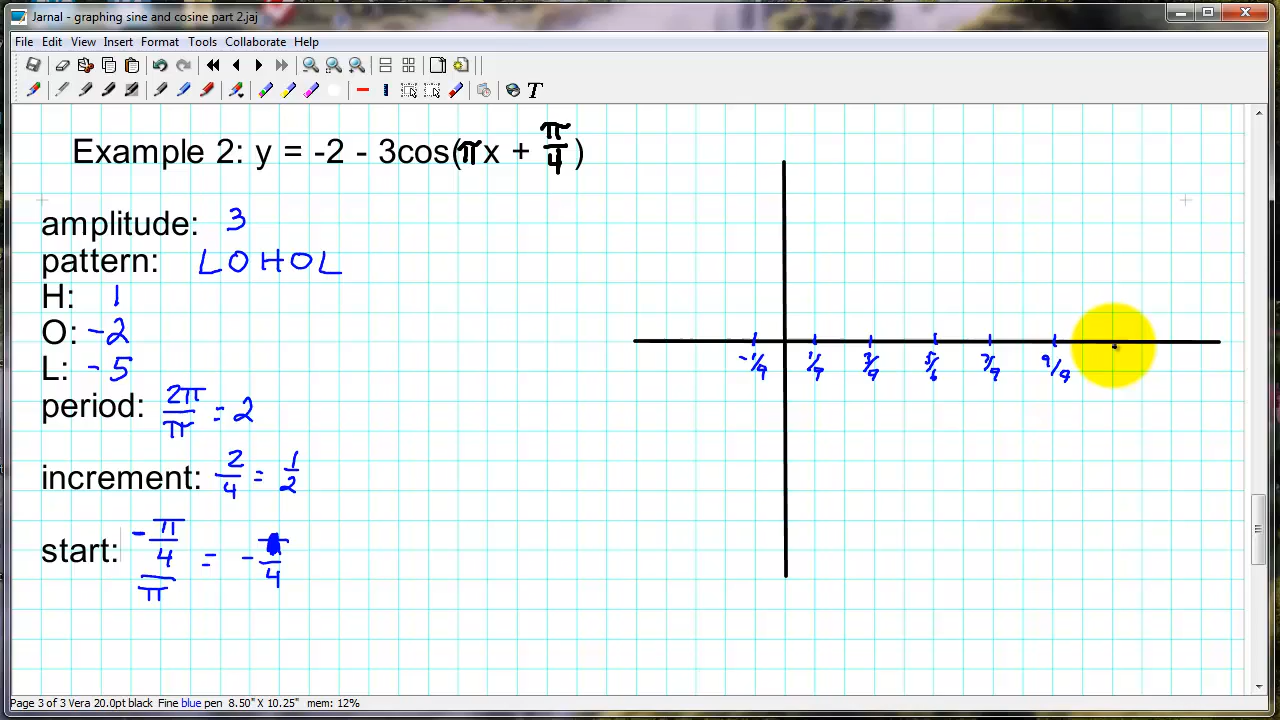 Jarnal - graphing sine and cosine part 2.jaj
File Edit View Insert Format Tools Collaborate Help
Example 2: y = -2 - 3cos(πx + π/4)
amplitude: 3
pattern: L O H O L
H: 1
O: -2
L: -5
period: 2π/π = 2
increment: 2/4 = 1/2
start: (-π/4)/π = -1/4
-1/4 1/4 3/4 5/6 7/4 9/4
Page 3 of 3 Vera 20.0pt black Fine blue pen 8.50" X 10.25" mem: 12%